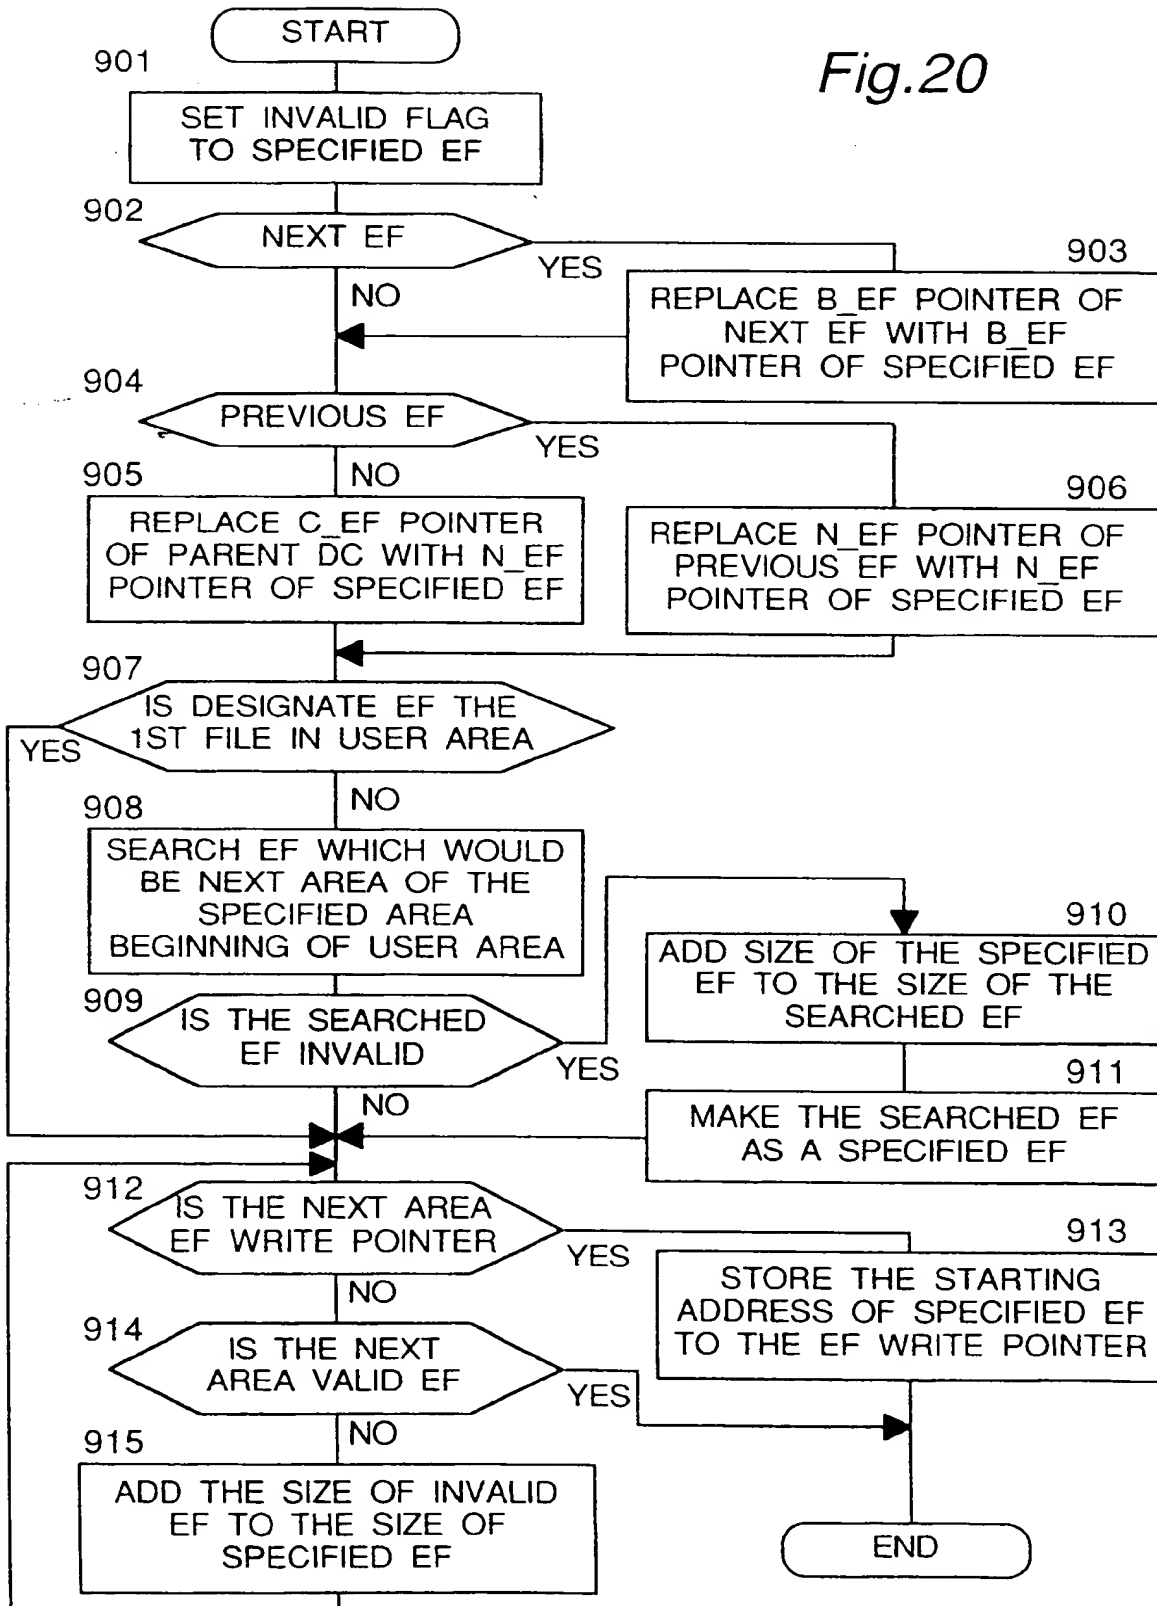 START
Fig.20
901
SET INVALID FLAG
TO SPECIFIED EF
902
NEXT EF
YES
NO
903
REPLACE B_EF POINTER OF
NEXT EF WITH B_EF
POINTER OF SPECIFIED EF
904
PREVIOUS EF
YES
NO
905
REPLACE C_EF POINTER
OF PARENT DC WITH N_EF
POINTER OF SPECIFIED EF
906
REPLACE N_EF POINTER OF
PREVIOUS EF WITH N_EF
POINTER OF SPECIFIED EF
907
IS DESIGNATE EF THE
1ST FILE IN USER AREA
YES
NO
908
SEARCH EF WHICH WOULD
BE NEXT AREA OF THE
SPECIFIED AREA
BEGINNING OF USER AREA
909
IS THE SEARCHED
EF INVALID
YES
NO
910
ADD SIZE OF THE SPECIFIED
EF TO THE SIZE OF THE
SEARCHED EF
911
MAKE THE SEARCHED EF
AS A SPECIFIED EF
912
IS THE NEXT AREA
EF WRITE POINTER
YES
NO
913
STORE THE STARTING
ADDRESS OF SPECIFIED EF
TO THE EF WRITE POINTER
914
IS THE NEXT
AREA VALID EF
YES
NO
915
ADD THE SIZE OF INVALID
EF TO THE SIZE OF
SPECIFIED EF
END